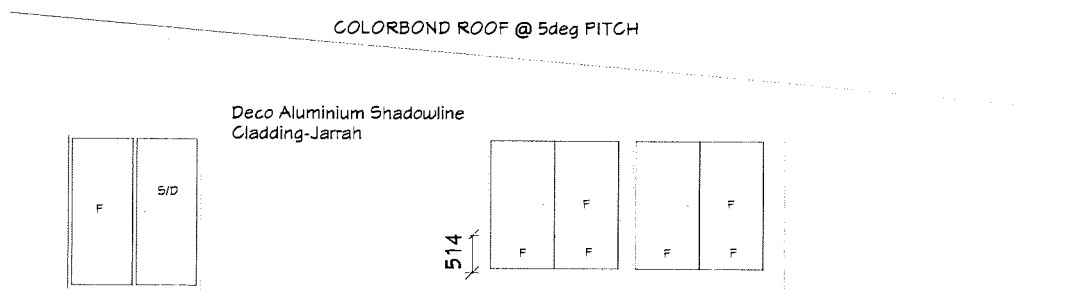 COLORBOND ROOF @ 5deg PITCH
Deco Aluminium Shadowline
Cladding-Jarrah
F
S/D
F
F
514
F
F
F
F